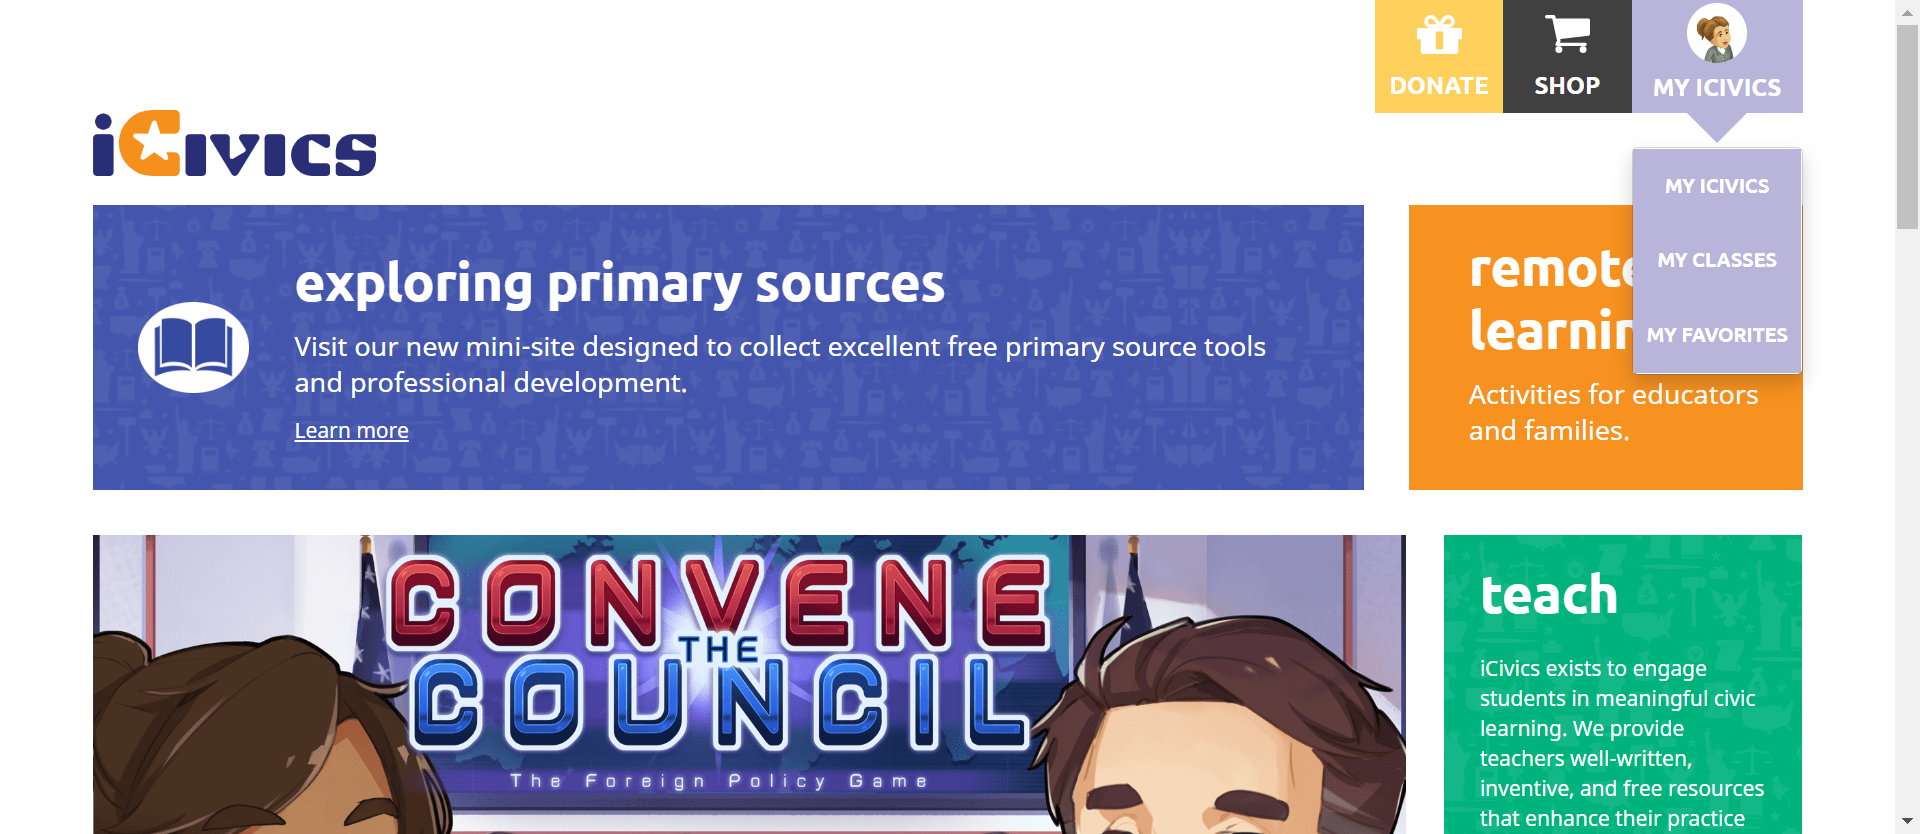 DONATE
SHOP
MY ICIVICS
iCivics
MY ICIVICS
MY CLASSES
MY FAVORITES
exploring primary sources
Visit our new mini-site designed to collect excellent free primary source tools
and professional development.
Learn more
Activities for educators
and families.
CONVENE
THE
COUNCIL
The Foreign Policy Game
teach
iCivics exists to engage
students in meaningful civic
learning. We provide
teachers well-written,
inventive, and free resources
that enhance their practice